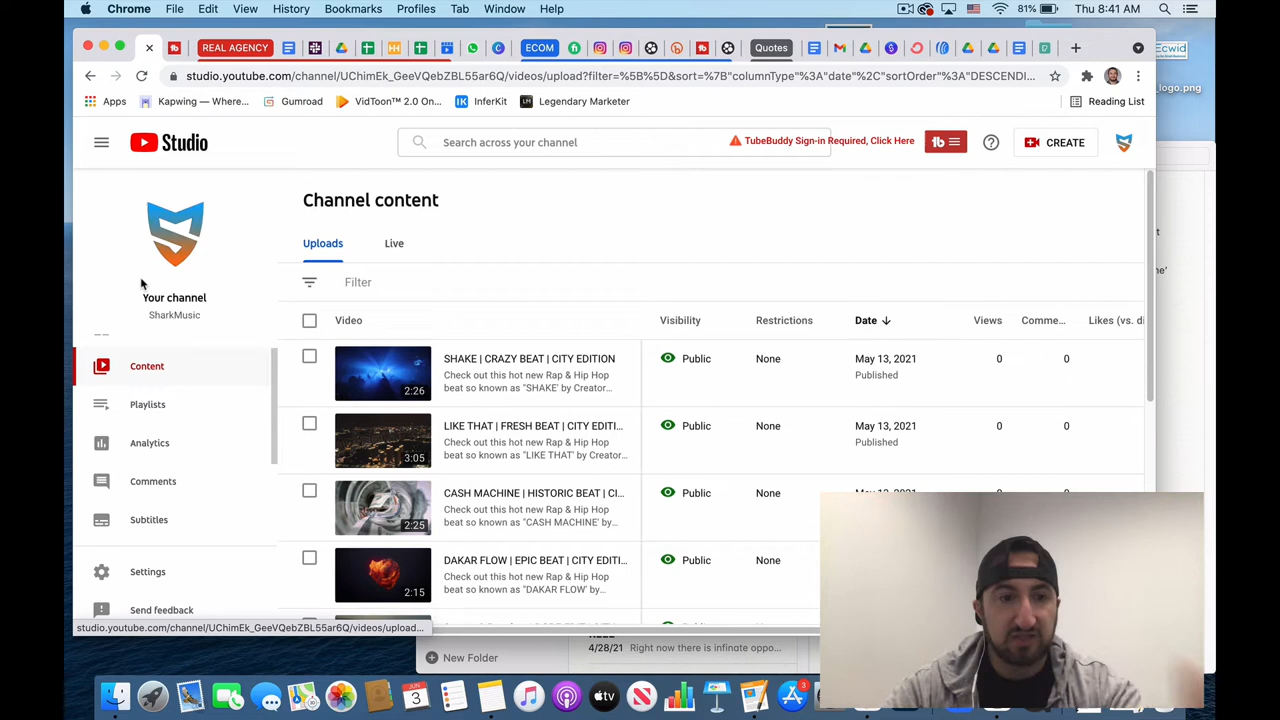 Chrome File Edit View History Bookmarks Profiles Tab Window Help 81% Thu 8:41 AM
REAL AGENCY ECOM Quotes Ecwid
studio.youtube.com/channel/UChimEk_GeeVQebZBL55ar6Q/videos/upload?filter=%5B%5D&sort=%7B"columnType"%3A"date"%2C"sortOrder"%3A"DESCENDI...
_logo.png
Apps Kapwing — Where... Gumroad VidToon™ 2.0 On... InferKit Legendary Marketer Reading List
Studio Search across your channel TubeBuddy Sign-in Required, Click Here CREATE
Channel content
Uploads Live
Filter
Your channel
SharkMusic
Video Visibility Restrictions Date Views Comme... Likes (vs. di
Content
Playlists
Analytics
Comments
Subtitles
Settings
Send feedback
SHAKE | CRAZY BEAT | CITY EDITION Public None May 13, 2021 0 0
Check out this hot new Rap & Hip Hop Published
beat so known as "SHAKE" by Creator...
2:26
LIKE THAT | FRESH BEAT | CITY EDITI... Public None May 13, 2021 0 0
Check out this hot new Rap & Hip Hop Published
beat so known as "LIKE THAT" by Creator...
3:05
CASH MACHINE | HISTORIC BEAT | CI... Public None
Check out this hot new Rap & Hip Hop
beat so known as "CASH MACHINE' by...
2:25
DAKAR FLOW | EPIC BEAT | CITY EDITI... Public None
Check out this hot new Rap & Hip Hop
beat so known as "DAKAR FLOW" by...
2:15
studio.youtube.com/channel/UChimEk_GeeVQebZBL55ar6Q/videos/upload...
4/28/21 Right now there is infinate oppo...
New Folder
JUN
3
3